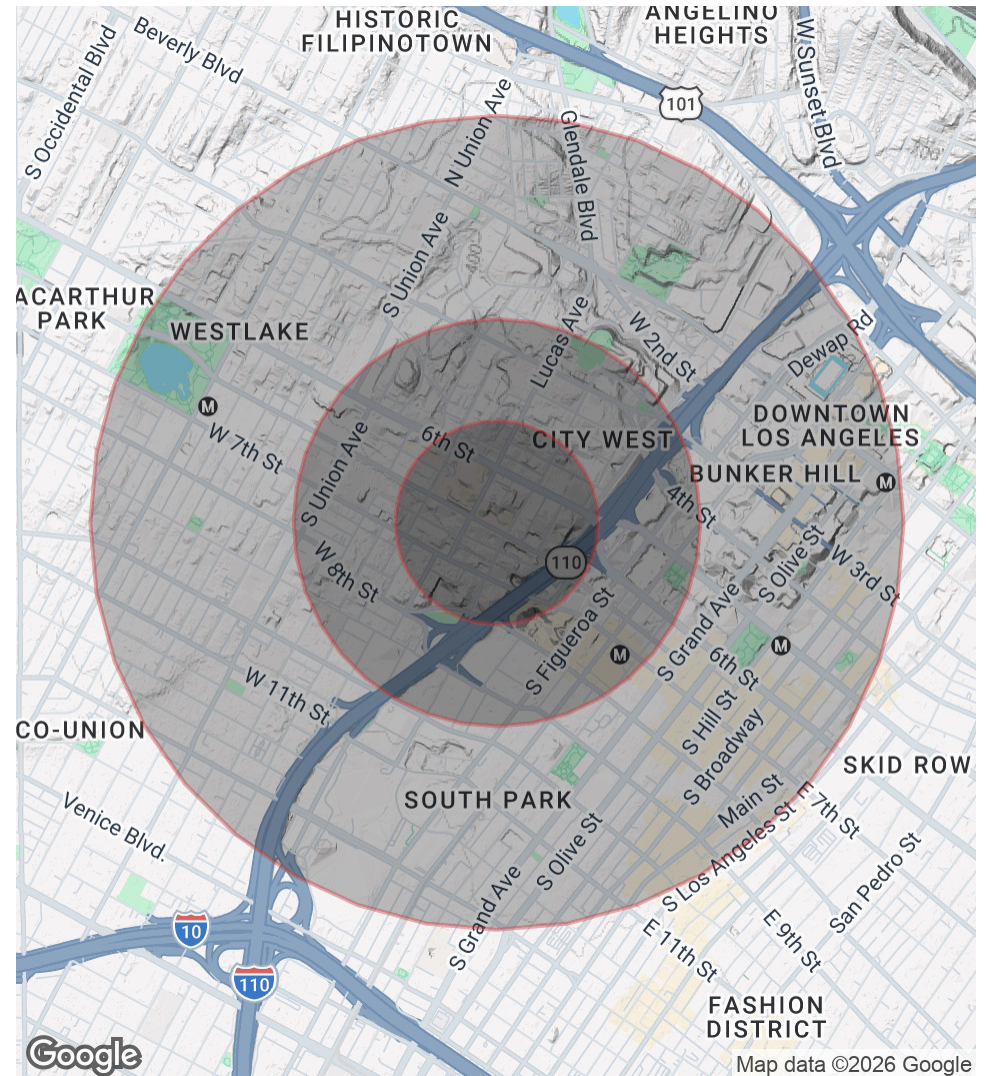 HISTORIC
FILIPINOTOWN
ANGELINO
HEIGHTS
Beverly Blvd
S Occidental Blvd
W Sunset Blvd
101
N Union Ave
Glendale Blvd
S Union Ave
ACARTHUR
PARK
WESTLAKE
Lucas Ave
W 2nd St
Dewap Rd
M
W 7th St
6th St
CITY WEST
DOWNTOWN
LOS ANGELES
BUNKER HILL
M
S Union Ave
4th St
W 8th St
110
S Olive St
W 3rd St
S Figueroa St
S Grand Ave
M
M
6th St
W 11th St
S Hill St
CO-UNION
S Broadway
SKID ROW
SOUTH PARK
Main St
E 7th St
Venice Blvd.
S Olive St
S Los Angeles St
San Pedro St
S Grand Ave
10
E 9th St
E 11th St
110
FASHION
DISTRICT
Google
Map data ©2026 Google